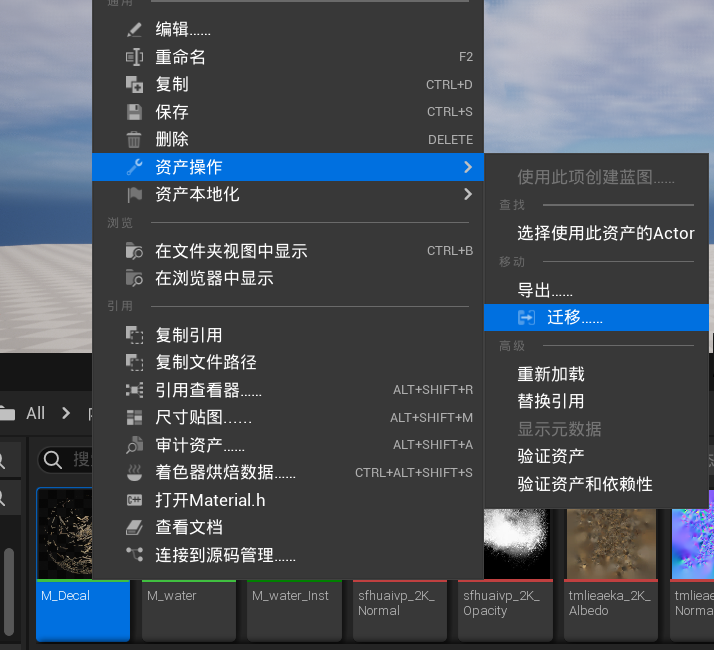 通用
编辑……
重命名 F2
复制 CTRL+D
保存 CTRL+S
删除 DELETE
资产操作
资产本地化
浏览
在文件夹视图中显示 CTRL+B
在浏览器中显示
引用
复制引用
复制文件路径
引用查看器…… ALT+SHIFT+R
尺寸贴图…… ALT+SHIFT+M
审计资产…… ALT+SHIFT+A
着色器烘焙数据…… CTRL+ALT+SHIFT+S
打开Material.h
查看文档
连接到源码管理……
使用此项创建蓝图……
查找
选择使用此资产的Actor
移动
导出……
迁移……
高级
重新加载
替换引用
显示元数据
验证资产
验证资产和依赖性
All
搜
M_Decal
M_water
M_water_Inst
sfhuaivp_2K_
Normal
sfhuaivp_2K_
Opacity
tmlieaeka_2K_
Albedo
tmlieae
Norma